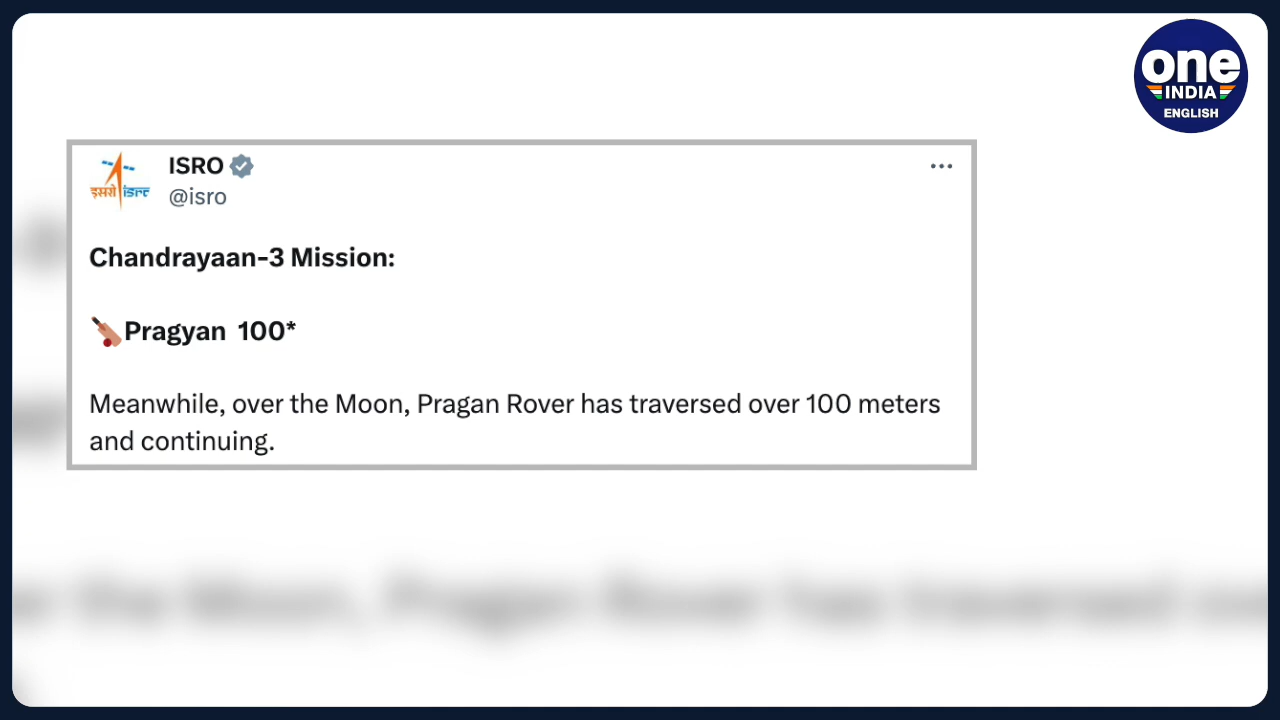 one
INDIA
ENGLISH
इसरो isro
ISRO
@isro
Chandrayaan-3 Mission:
Pragyan 100*
Meanwhile, over the Moon, Pragan Rover has traversed over 100 meters
and continuing.